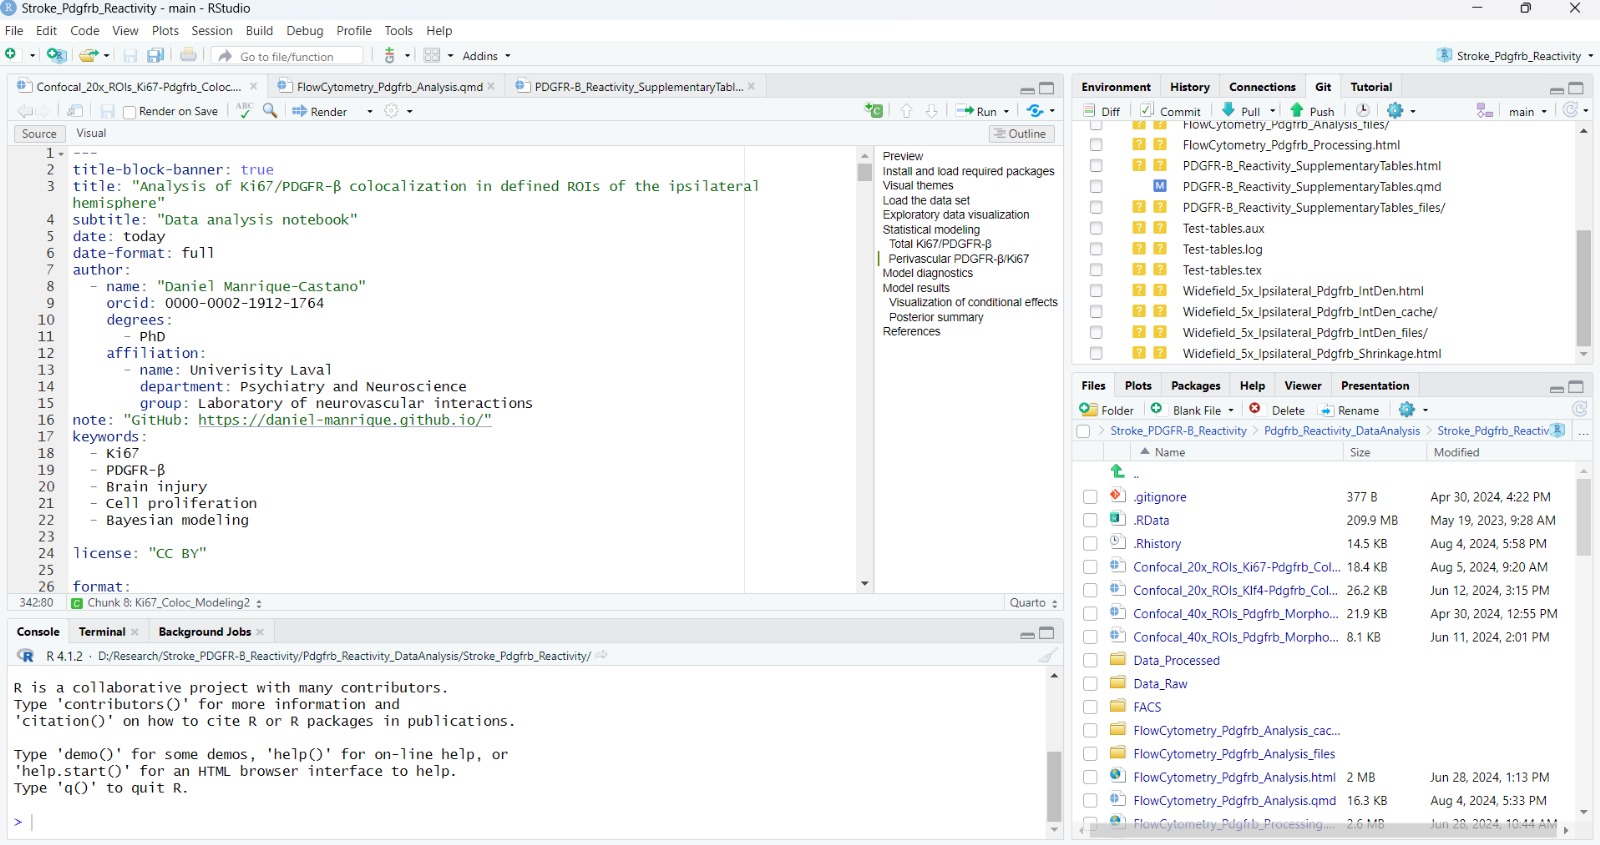 Stroke_Pdgfrb_Reactivity - main - RStudio
File Edit Code View Plots Session Build Debug Profile Tools Help
Go to file/function Addins Stroke_Pdgfrb_Reactivity
Confocal_20x_ROIs_Ki67-Pdgfrb_Coloc.... FlowCytometry_Pdgfrb_Analysis.qmd PDGFR-B_Reactivity_SupplementaryTabl...
Render on Save ABC Render Run
Source Visual Outline
1 ---
2 title-block-banner: true
3 title: "Analysis of Ki67/PDGFR-β colocalization in defined ROIs of the ipsilateral
hemisphere"
4 subtitle: "Data analysis notebook"
5 date: today
6 date-format: full
7 author:
8 - name: "Daniel Manrique-Castano"
9 orcid: 0000-0002-1912-1764
10 degrees:
11 - PhD
12 affiliation:
13 - name: Univerisity Laval
14 department: Psychiatry and Neuroscience
15 group: Laboratory of neurovascular interactions
16 note: "GitHub: https://daniel-manrique.github.io/"
17 keywords:
18 - Ki67
19 - PDGFR-β
20 - Brain injury
21 - Cell proliferation
22 - Bayesian modeling
23
24 license: "CC BY"
25
26 format:
342:80 Chunk 8: Ki67_Coloc_Modeling2 Quarto
Preview
Install and load required packages
Visual themes
Load the data set
Exploratory data visualization
Statistical modeling
Total Ki67/PDGFR-β
Perivascular PDGFR-β/Ki67
Model diagnostics
Model results
Visualization of conditional effects
Posterior summary
References
Console Terminal Background Jobs
R 4.1.2 · D:/Research/Stroke_PDGFR-B_Reactivity/Pdgfrb_Reactivity_DataAnalysis/Stroke_Pdgfrb_Reactivity/
R is a collaborative project with many contributors.
Type 'contributors()' for more information and
'citation()' on how to cite R or R packages in publications.
Type 'demo()' for some demos, 'help()' for on-line help, or
'help.start()' for an HTML browser interface to help.
Type 'q()' to quit R.
>
Environment History Connections Git Tutorial
Diff Commit Pull Push main
FlowCytometry_Pdgfrb_Analysis_files/
? ? FlowCytometry_Pdgfrb_Processing.html
? ? PDGFR-B_Reactivity_SupplementaryTables.html
M PDGFR-B_Reactivity_SupplementaryTables.qmd
? ? PDGFR-B_Reactivity_SupplementaryTables_files/
? ? Test-tables.aux
? ? Test-tables.log
? ? Test-tables.tex
? ? Widefield_5x_Ipsilateral_Pdgfrb_IntDen.html
? ? Widefield_5x_Ipsilateral_Pdgfrb_IntDen_cache/
? ? Widefield_5x_Ipsilateral_Pdgfrb_IntDen_files/
? ? Widefield_5x_Ipsilateral_Pdgfrb_Shrinkage.html
Files Plots Packages Help Viewer Presentation
Folder Blank File Delete Rename
Stroke_PDGFR-B_Reactivity Pdgfrb_Reactivity_DataAnalysis Stroke_Pdgfrb_Reactiv ...
Name Size Modified
..
.gitignore 377 B Apr 30, 2024, 4:22 PM
.RData 209.9 MB May 19, 2023, 9:28 AM
.Rhistory 14.5 KB Aug 4, 2024, 5:58 PM
Confocal_20x_ROIs_Ki67-Pdgfrb_Col... 18.4 KB Aug 5, 2024, 9:20 AM
Confocal_20x_ROIs_Klf4-Pdgfrb_Col... 26.2 KB Jun 12, 2024, 3:15 PM
Confocal_40x_ROIs_Pdgfrb_Morpho... 21.9 KB Apr 30, 2024, 12:55 PM
Confocal_40x_ROIs_Pdgfrb_Morpho... 8.1 KB Jun 11, 2024, 2:01 PM
Data_Processed
Data_Raw
FACS
FlowCytometry_Pdgfrb_Analysis_cac...
FlowCytometry_Pdgfrb_Analysis_files
FlowCytometry_Pdgfrb_Analysis.html 2 MB Jun 28, 2024, 1:13 PM
FlowCytometry_Pdgfrb_Analysis.qmd 16.3 KB Aug 4, 2024, 5:33 PM
FlowCytometry_Pdgfrb_Processing.... 2.6 MB Jun 28, 2024, 10:44 AM